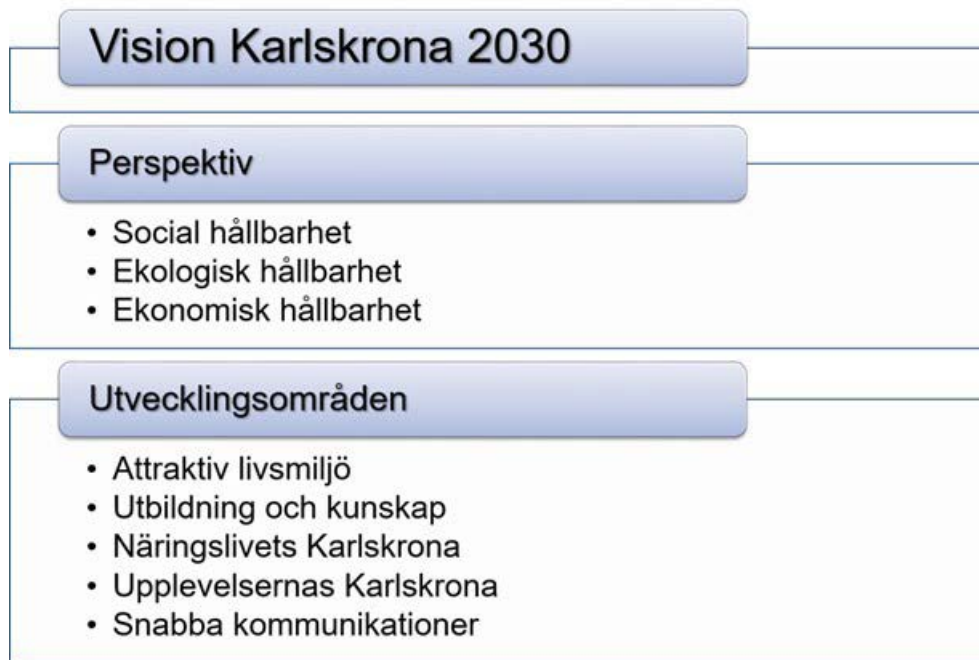 Vision Karlskrona 2030
Perspektiv
• Social hållbarhet
• Ekologisk hållbarhet
• Ekonomisk hållbarhet
Utvecklingsområden
• Attraktiv livsmiljö
• Utbildning och kunskap
• Näringslivets Karlskrona
• Upplevelsernas Karlskrona
• Snabba kommunikationer